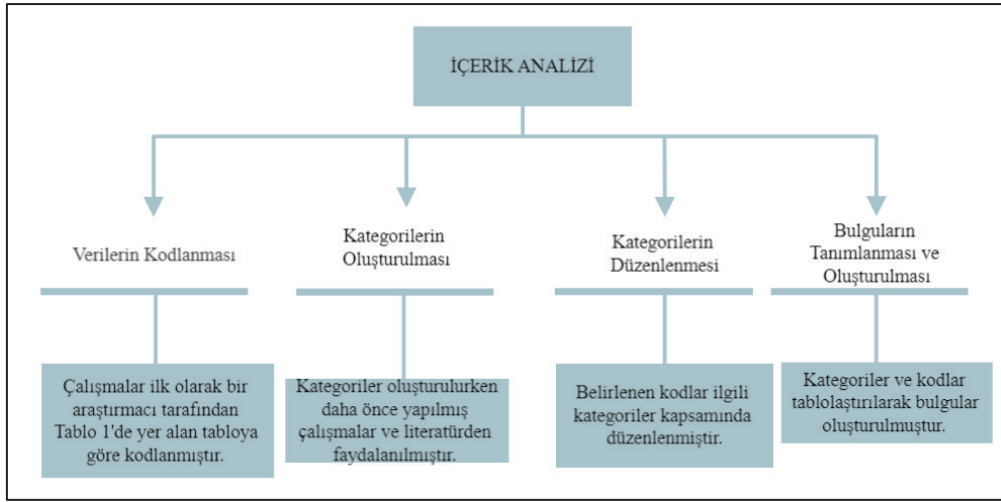 İÇERİK ANALİZİ
Verilerin Kodlanması
Kategorilerin
Oluşturulması
Kategorilerin
Düzenlenmesi
Bulguların
Tanımlanması ve
Oluşturulması
Çalışmalar ilk olarak bir
araştırmacı tarafından
Tablo 1'de yer alan tabloya
göre kodlanmıştır.
Kategoriler oluşturulurken
daha önce yapılmış
çalışmalar ve literatürden
faydalanılmıştır.
Belirlenen kodlar ilgili
kategoriler kapsamında
düzenlenmiştir.
Kategoriler ve kodlar
tablolaştırılarak bulgular
oluşturulmuştur.